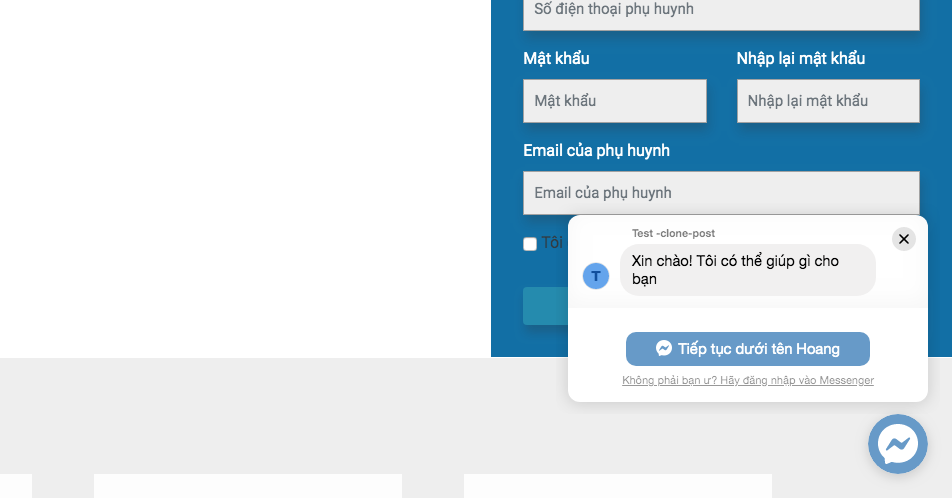 Số điện thoại phụ huynh
Mật khẩu
Nhập lại mật khẩu
Mật khẩu
Nhập lại mật khẩu
Email của phụ huynh
Email của phụ huynh
Tôi
Test -clone-post
T
Xin chào! Tôi có thể giúp gì cho
bạn
Tiếp tục dưới tên Hoang
Không phải bạn ư? Hãy đăng nhập vào Messenger